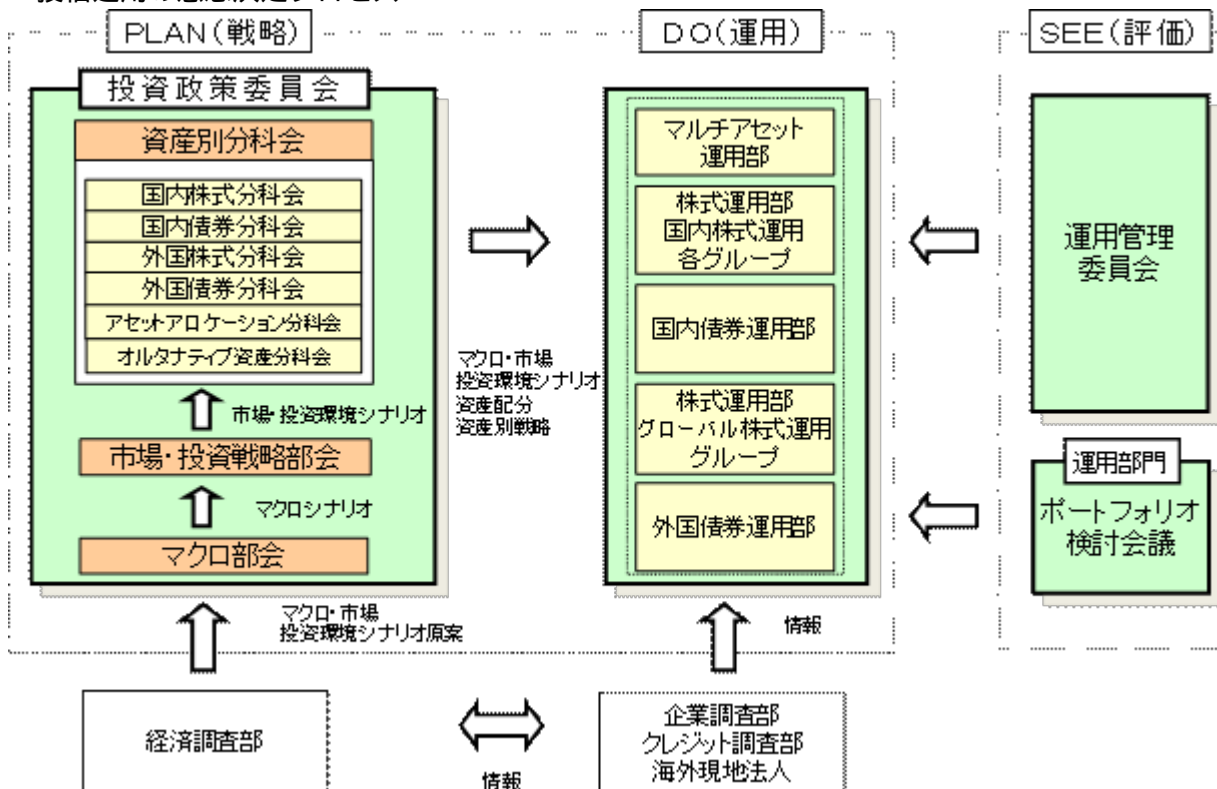 PLAN(戦略)
DO(運用)
SEE(評価)
投資政策委員会
資産別分科会
国内株式分科会
国内債券分科会
外国株式分科会
外国債券分科会
アセットアロケーション分科会
オルタナティブ資産分科会
市場・投資環境シナリオ
市場・投資戦略部会
マクロシナリオ
マクロ部会
マクロ・市場
投資環境シナリオ
資産配分
資産別戦略
マルチアセット
運用部
株式運用部
国内株式運用
各グループ
国内債券運用部
株式運用部
グローバル株式運用
グループ
外国債券運用部
運用管理
委員会
運用部門
ポートフォリオ
検討会議
マクロ・市場
投資環境シナリオ原案
情報
経済調査部
情報
企業調査部
クレジット調査部
海外現地法人